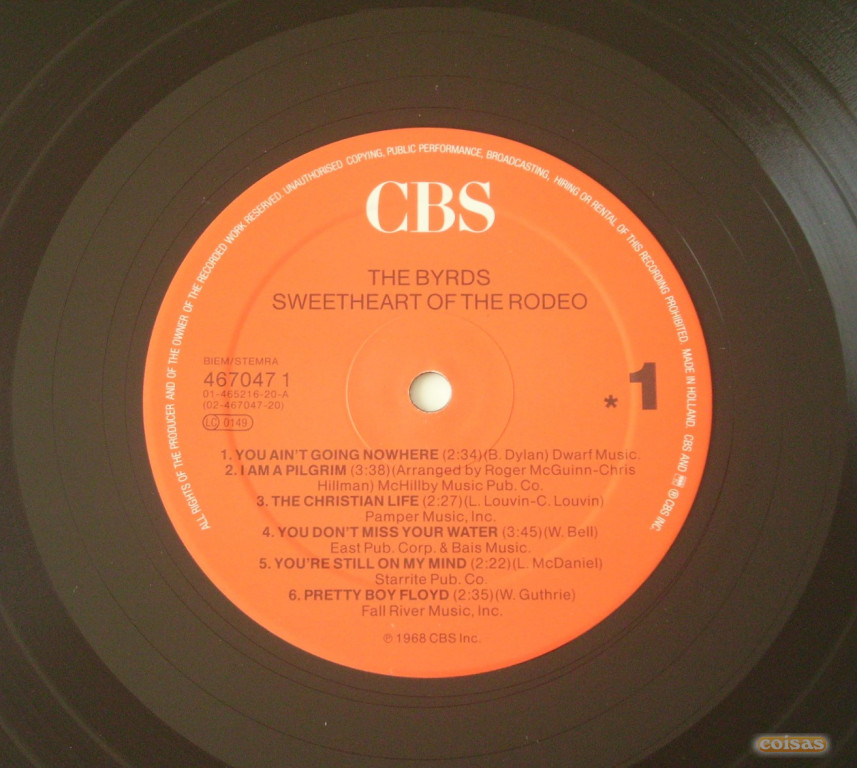 ALL RIGHTS OF THE PRODUCER AND OF THE OWNER OF THE RECORDED WORK RESERVED. UNAUTHORISED COPYING, PUBLIC PERFORMANCE, BROADCASTING, HIRING OR RENTAL OF THIS RECORDING PROHIBITED. MADE IN HOLLAND. CBS AND ℗ CBS INC.
CBS
THE BYRDS
SWEETHEART OF THE RODEO
BIEM/STEMRA
467047 1
01-465216-20-A
(02-467047-20)
LC 0149
* 1
1. YOU AIN'T GOING NOWHERE (2:34)(B. Dylan) Dwarf Music.
2. I AM A PILGRIM (3:38)(Arranged by Roger McGuinn-Chris
Hillman) McHillby Music Pub. Co.
3. THE CHRISTIAN LIFE (2:27)(L. Louvin-C. Louvin)
Pamper Music, Inc.
4. YOU DON'T MISS YOUR WATER (3:45)(W. Bell)
East Pub. Corp. & Bais Music.
5. YOU'RE STILL ON MY MIND (2:22)(L. McDaniel)
Starrite Pub. Co.
6. PRETTY BOY FLOYD (2:35)(W. Guthrie)
Fall River Music, Inc.
℗ 1968 CBS Inc.
coisas